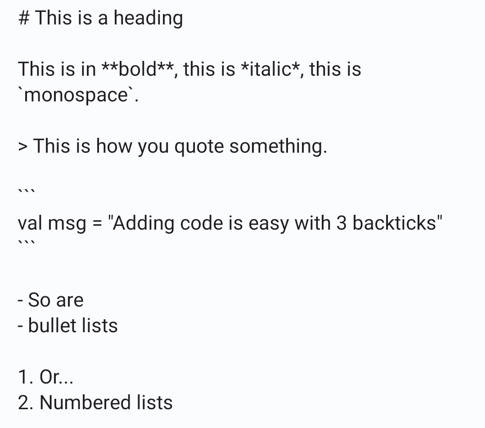 # This is a heading
This is in **bold**, this is *italic*, this is
`monospace`.
> This is how you quote something.
```
val msg = "Adding code is easy with 3 backticks"
```
- So are
- bullet lists
1. Or...
2. Numbered lists